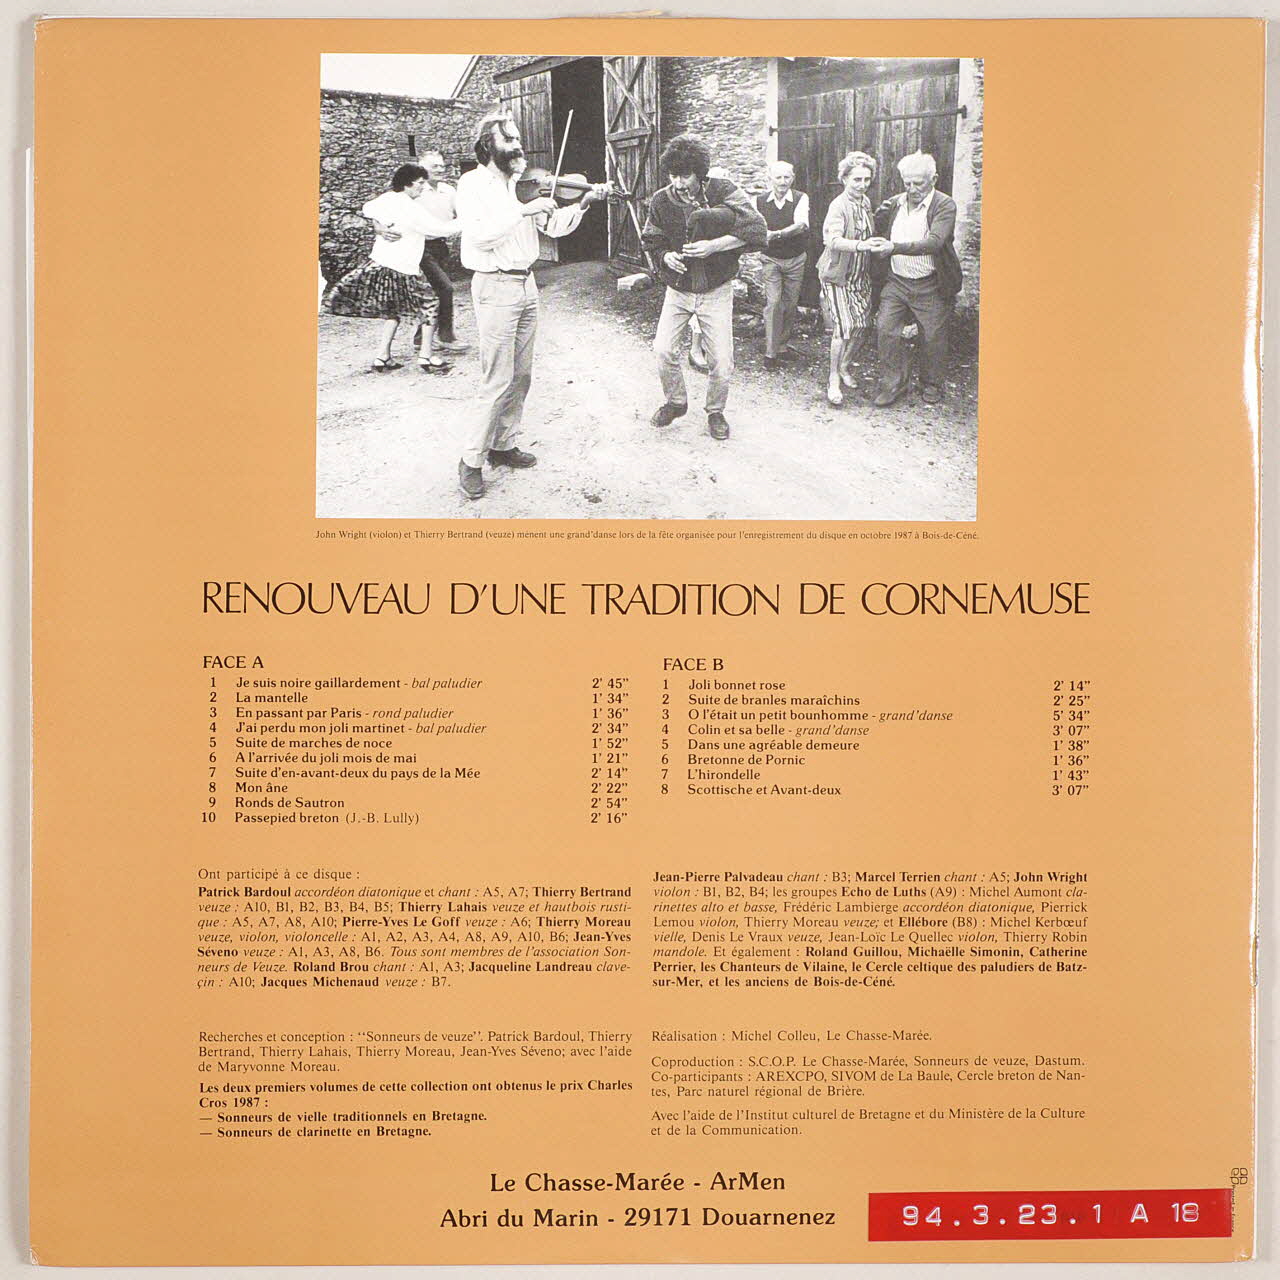 John Wright (violon) et Thierry Bertrand (veuze) mènent une grand'danse lors de la fête organisée pour l'enregistrement du disque en octobre 1987 à Bois-de-Céné.
RENOUVEAU D'UNE TRADITION DE CORNEMUSE
FACE A
1 Je suis noire gaillardement - bal paludier 2' 45"
2 La mantelle 1' 34"
3 En passant par Paris - rond paludier 1' 36"
4 J'ai perdu mon joli martinet - bal paludier 2' 34"
5 Suite de marches de noce 1' 52"
6 A l'arrivée du joli mois de mai 1' 21"
7 Suite d'en-avant-deux du pays de la Mée 2' 14"
8 Mon âne 2' 22"
9 Ronds de Sautron 2' 54"
10 Passepied breton (J.-B. Lully) 2' 16"
FACE B
1 Joli bonnet rose 2' 14"
2 Suite de branles maraîchins 2' 25"
3 O l'était un petit bounhomme - grand'danse 5' 34"
4 Colin et sa belle - grand'danse 3' 07"
5 Dans une agréable demeure 1' 38"
6 Bretonne de Pornic 1' 36"
7 L'hirondelle 1' 43"
8 Scottische et Avant-deux 3' 07"
Ont participé à ce disque :
Patrick Bardoul accordéon diatonique et chant : A5, A7; Thierry Bertrand
veuze : A10, B1, B2, B3, B4, B5; Thierry Lahais veuze et hautbois rusti-
que : A5, A7, A8, A10; Pierre-Yves Le Goff veuze : A6; Thierry Moreau
veuze, violon, violoncelle : A1, A2, A3, A4, A8, A9, A10, B6; Jean-Yves
Séveno veuze : A1, A3, A8, B6. Tous sont membres de l'association Son-
neurs de Veuze. Roland Brou chant : A1, A3; Jacqueline Landreau clave-
çin : A10; Jacques Michenaud veuze : B7.
Jean-Pierre Palvadeau chant : B3; Marcel Terrien chant : A5; John Wright
violon : B1, B2, B4; les groupes Echo de Luths (A9) : Michel Aumont cla-
rinettes alto et basse, Frédéric Lambierge accordéon diatonique, Pierrick
Lemou violon, Thierry Moreau veuze; et Ellébore (B8) : Michel Kerbœuf
vielle, Denis Le Vraux veuze, Jean-Loïc Le Quellec violon, Thierry Robin
mandole. Et également : Roland Guillou, Michaëlle Simonin, Catherine
Perrier, les Chanteurs de Vilaine, le Cercle celtique des paludiers de Batz-
sur-Mer, et les anciens de Bois-de-Céné.
Recherches et conception : "Sonneurs de veuze". Patrick Bardoul, Thierry
Bertrand, Thierry Lahais, Thierry Moreau, Jean-Yves Séveno; avec l'aide
de Maryvonne Moreau.
Les deux premiers volumes de cette collection ont obtenus le prix Charles
Cros 1987 :
— Sonneurs de vielle traditionnels en Bretagne.
— Sonneurs de clarinette en Bretagne.
Réalisation : Michel Colleu, Le Chasse-Marée.
Coproduction : S.C.O.P. Le Chasse-Marée, Sonneurs de veuze, Dastum.
Co-participants : AREXCPO, SIVOM de La Baule, Cercle breton de Nan-
tes, Parc naturel régional de Brière.
Avec l'aide de l'Institut culturel de Bretagne et du Ministère de la Culture
et de la Communication.
Le Chasse-Marée - ArMen
Abri du Marin - 29171 Douarnenez
94.3.23.1 A 18